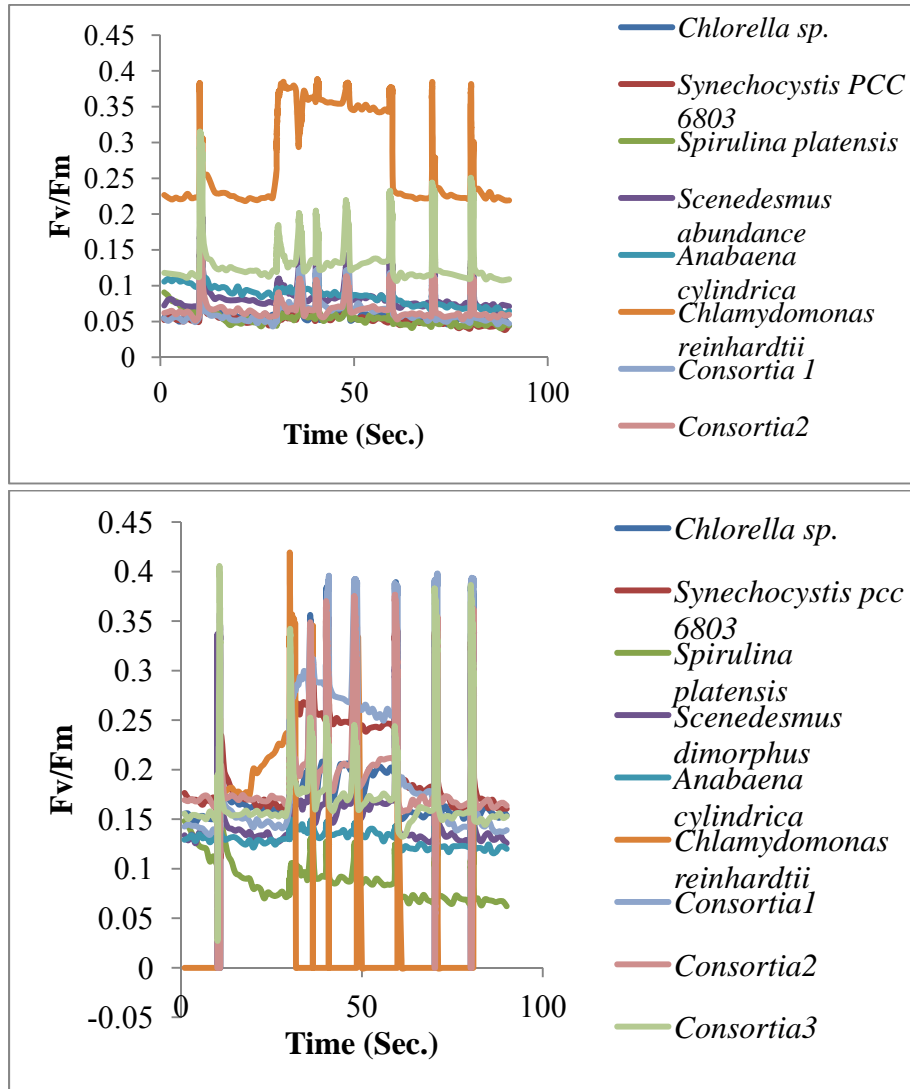 0.45
0.4
0.35
0.3
0.25
0.2
0.15
0.1
0.05
0
0
50
100
Fv/Fm
Time (Sec.)
Chlorella sp.
Synechocystis PCC
6803
Spirulina platensis
Scenedesmus
abundance
Anabaena
cylindrica
Chlamydomonas
reinhardtii
Consortia 1
Consortia2
0.45
0.4
0.35
0.3
0.25
0.2
0.15
0.1
0.05
0
-0.05
0
50
100
Fv/Fm
Time (Sec.)
Chlorella sp.
Synechocystis pcc
6803
Spirulina
platensis
Scenedesmus
dimorphus
Anabaena
cylindrica
Chlamydomonas
reinhardtii
Consortia1
Consortia2
Consortia3